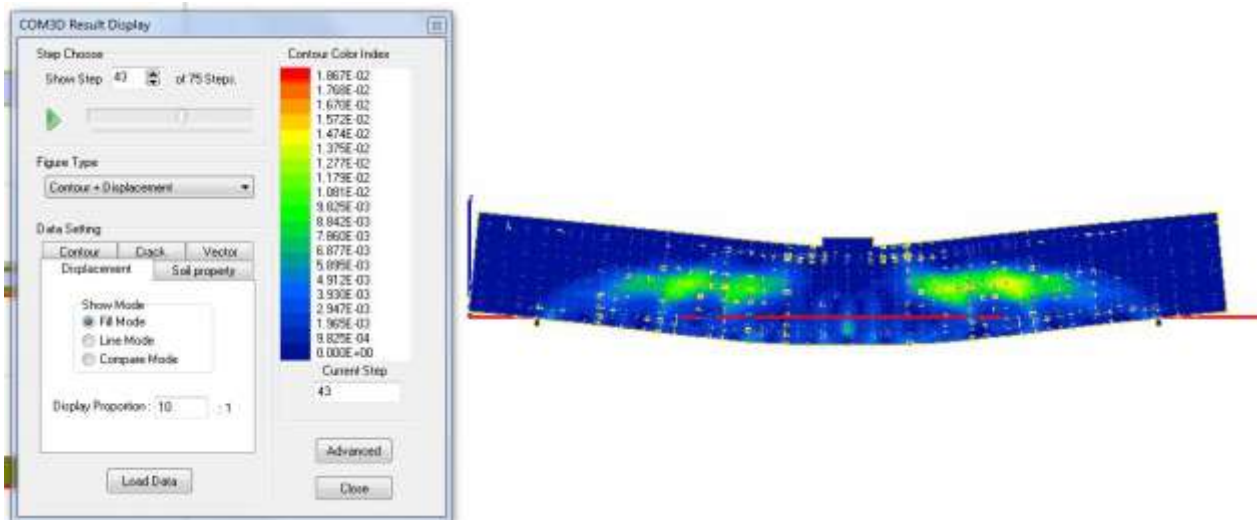 COM3D Result Display
Step Choose
Show Step 43 of 75 Steps.
Figure Type
Contour + Displacement
Data Setting
Contour Crack Vector
Displacement Soil property
Show Mode
Fill Mode
Line Mode
Compare Mode
Display Proportion : 10 : 1
Load Data
Contour Color Index
1.867E-02
1.768E-02
1.670E-02
1.572E-02
1.474E-02
1.375E-02
1.277E-02
1.179E-02
1.081E-02
9.825E-03
8.842E-03
7.860E-03
6.877E-03
5.895E-03
4.912E-03
3.930E-03
2.947E-03
1.965E-03
9.825E-04
0.000E+00
Current Step
43
Advanced
Close